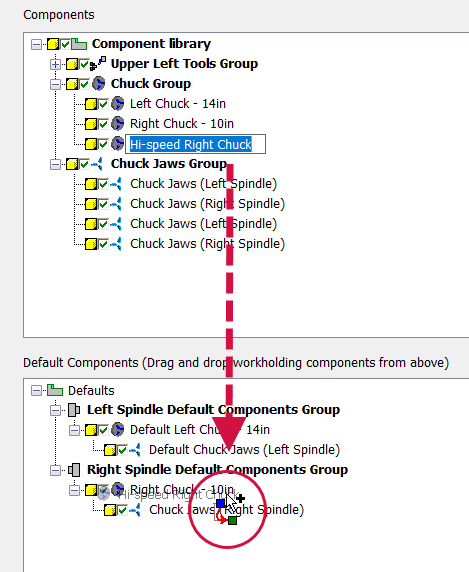 Components
Component library
Upper Left Tools Group
Chuck Group
Left Chuck - 14in
Right Chuck - 10in
Hi-speed Right Chuck
Chuck Jaws Group
Chuck Jaws (Left Spindle)
Chuck Jaws (Right Spindle)
Chuck Jaws (Left Spindle)
Chuck Jaws (Right Spindle)
Default Components (Drag and drop workholding components from above)
Defaults
Left Spindle Default Components Group
Default Left Chuck - 14in
Default Chuck Jaws (Left Spindle)
Right Spindle Default Components Group
Right Chuck - 10in
Hi-speed Right Chuck
Chuck Jaws (Right Spindle)